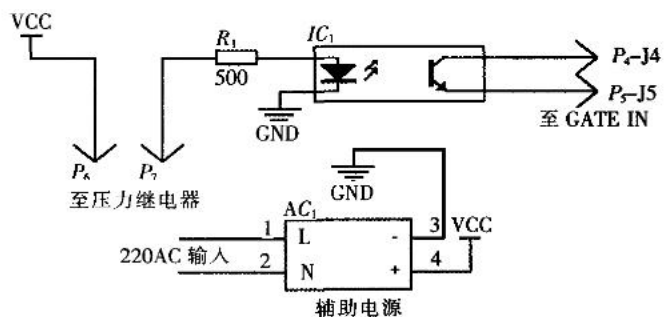 VCC
R₁
500
IC₁
GND
P₄-J4
P₅-J5
至 GATE IN
P₆
P₇
至压力继电器
GND
AC₁
1
L
-
3
VCC
220AC 输入
2
N
+
4
辅助电源